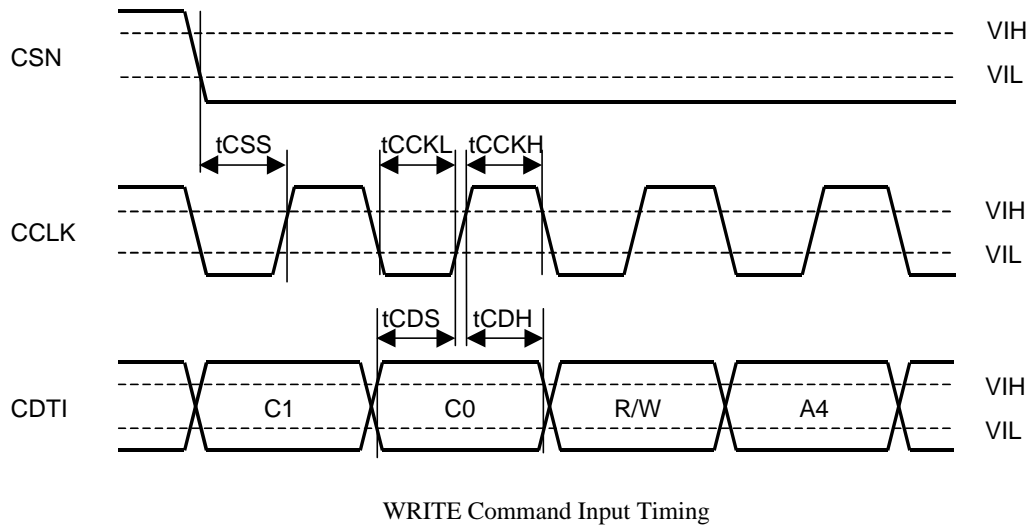 CSN
VIH
VIL
tCSS
tCCKL
tCCKH
CCLK
VIH
VIL
tCDS
tCDH
CDTI
C1
C0
R/W
A4
VIH
VIL
WRITE Command Input Timing